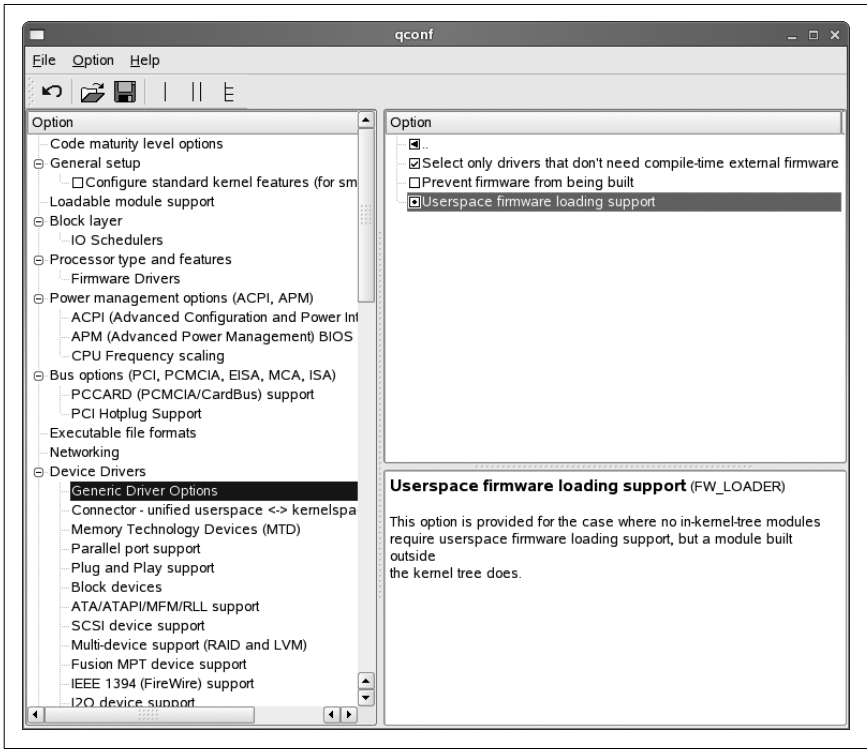 qconf
File Option Help
Option
Code maturity level options
General setup
Configure standard kernel features (for sm
Loadable module support
Block layer
IO Schedulers
Processor type and features
Firmware Drivers
Power management options (ACPI, APM)
ACPI (Advanced Configuration and Power Int
APM (Advanced Power Management) BIOS
CPU Frequency scaling
Bus options (PCI, PCMCIA, EISA, MCA, ISA)
PCCARD (PCMCIA/CardBus) support
PCI Hotplug Support
Executable file formats
Networking
Device Drivers
Generic Driver Options
Connector - unified userspace <-> kernelspa
Memory Technology Devices (MTD)
Parallel port support
Plug and Play support
Block devices
ATA/ATAPI/MFM/RLL support
SCSI device support
Multi-device support (RAID and LVM)
Fusion MPT device support
IEEE 1394 (FireWire) support
I2O device support
Option
..
Select only drivers that don't need compile-time external firmware
Prevent firmware from being built
Userspace firmware loading support
Userspace firmware loading support (FW_LOADER)
This option is provided for the case where no in-kernel-tree modules
require userspace firmware loading support, but a module built
outside
the kernel tree does.